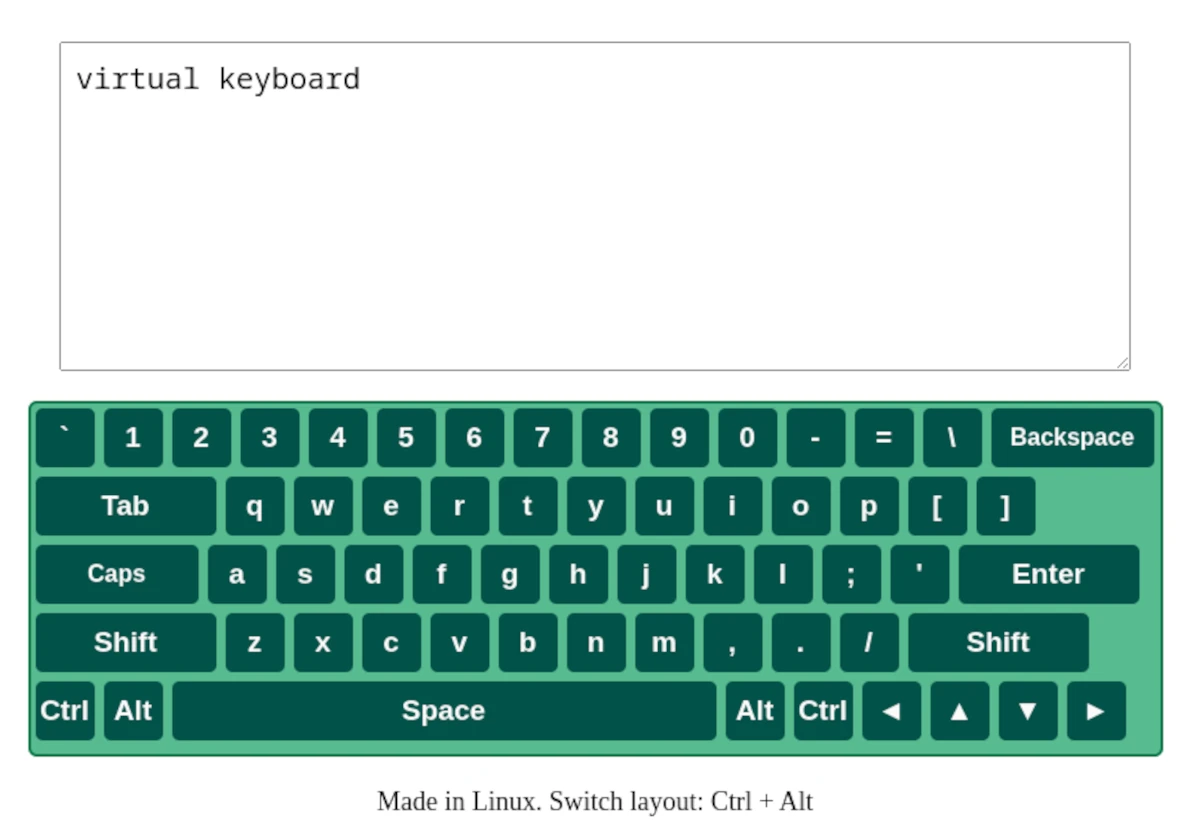 virtual keyboard
` 1 2 3 4 5 6 7 8 9 0 - = \ Backspace
Tab q w e r t y u i o p [ ]
Caps a s d f g h j k l ; ' Enter
Shift z x c v b n m , . / Shift
Ctrl Alt Space Alt Ctrl ◄ ▲ ▼ ►
Made in Linux. Switch layout: Ctrl + Alt